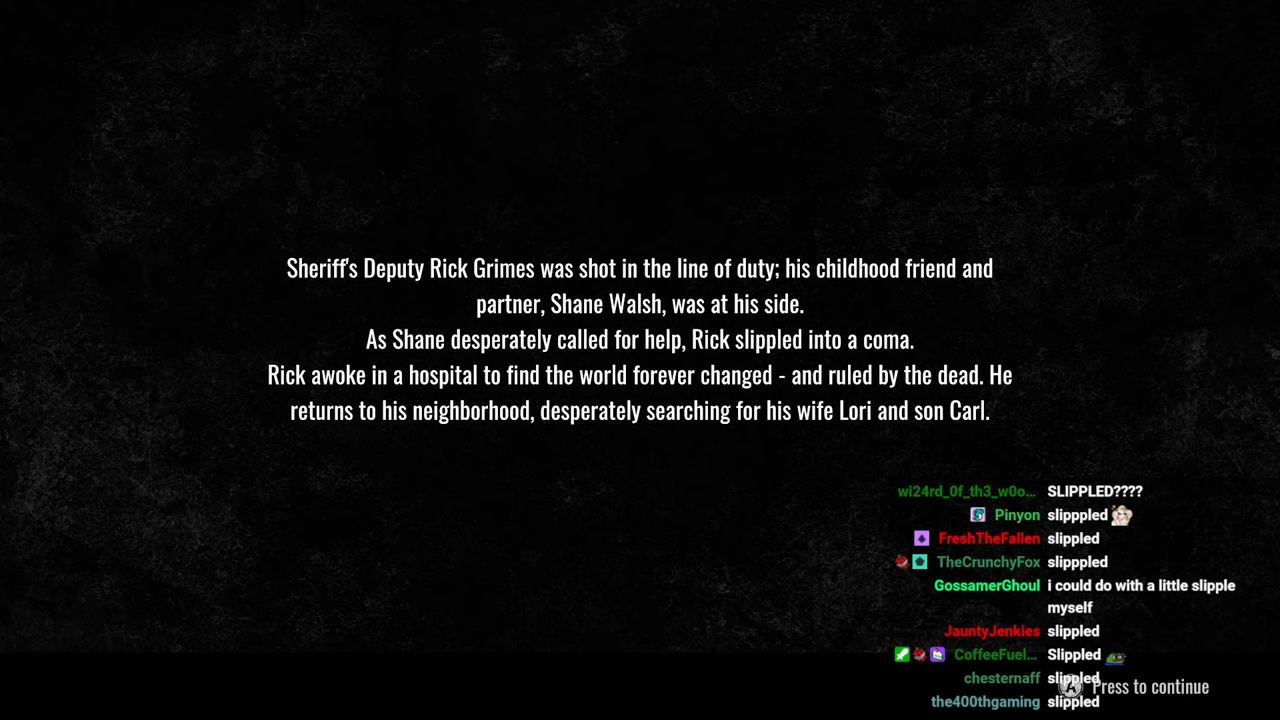 Sheriff's Deputy Rick Grimes was shot in the line of duty; his childhood friend and
partner, Shane Walsh, was at his side.
As Shane desperately called for help, Rick slippled into a coma.
Rick awoke in a hospital to find the world forever changed - and ruled by the dead. He
returns to his neighborhood, desperately searching for his wife Lori and son Carl.
wi24rd_0f_th3_w0o… SLIPPLED????
Pinyon slipppled
FreshTheFallen slippled
TheCrunchyFox slipppled
GossamerGhoul i could do with a little slipple
myself
JauntyJenkies slippled
CoffeeFuel… Slippled
chesternaff slippled
A Press to continue
the400thgaming slippled